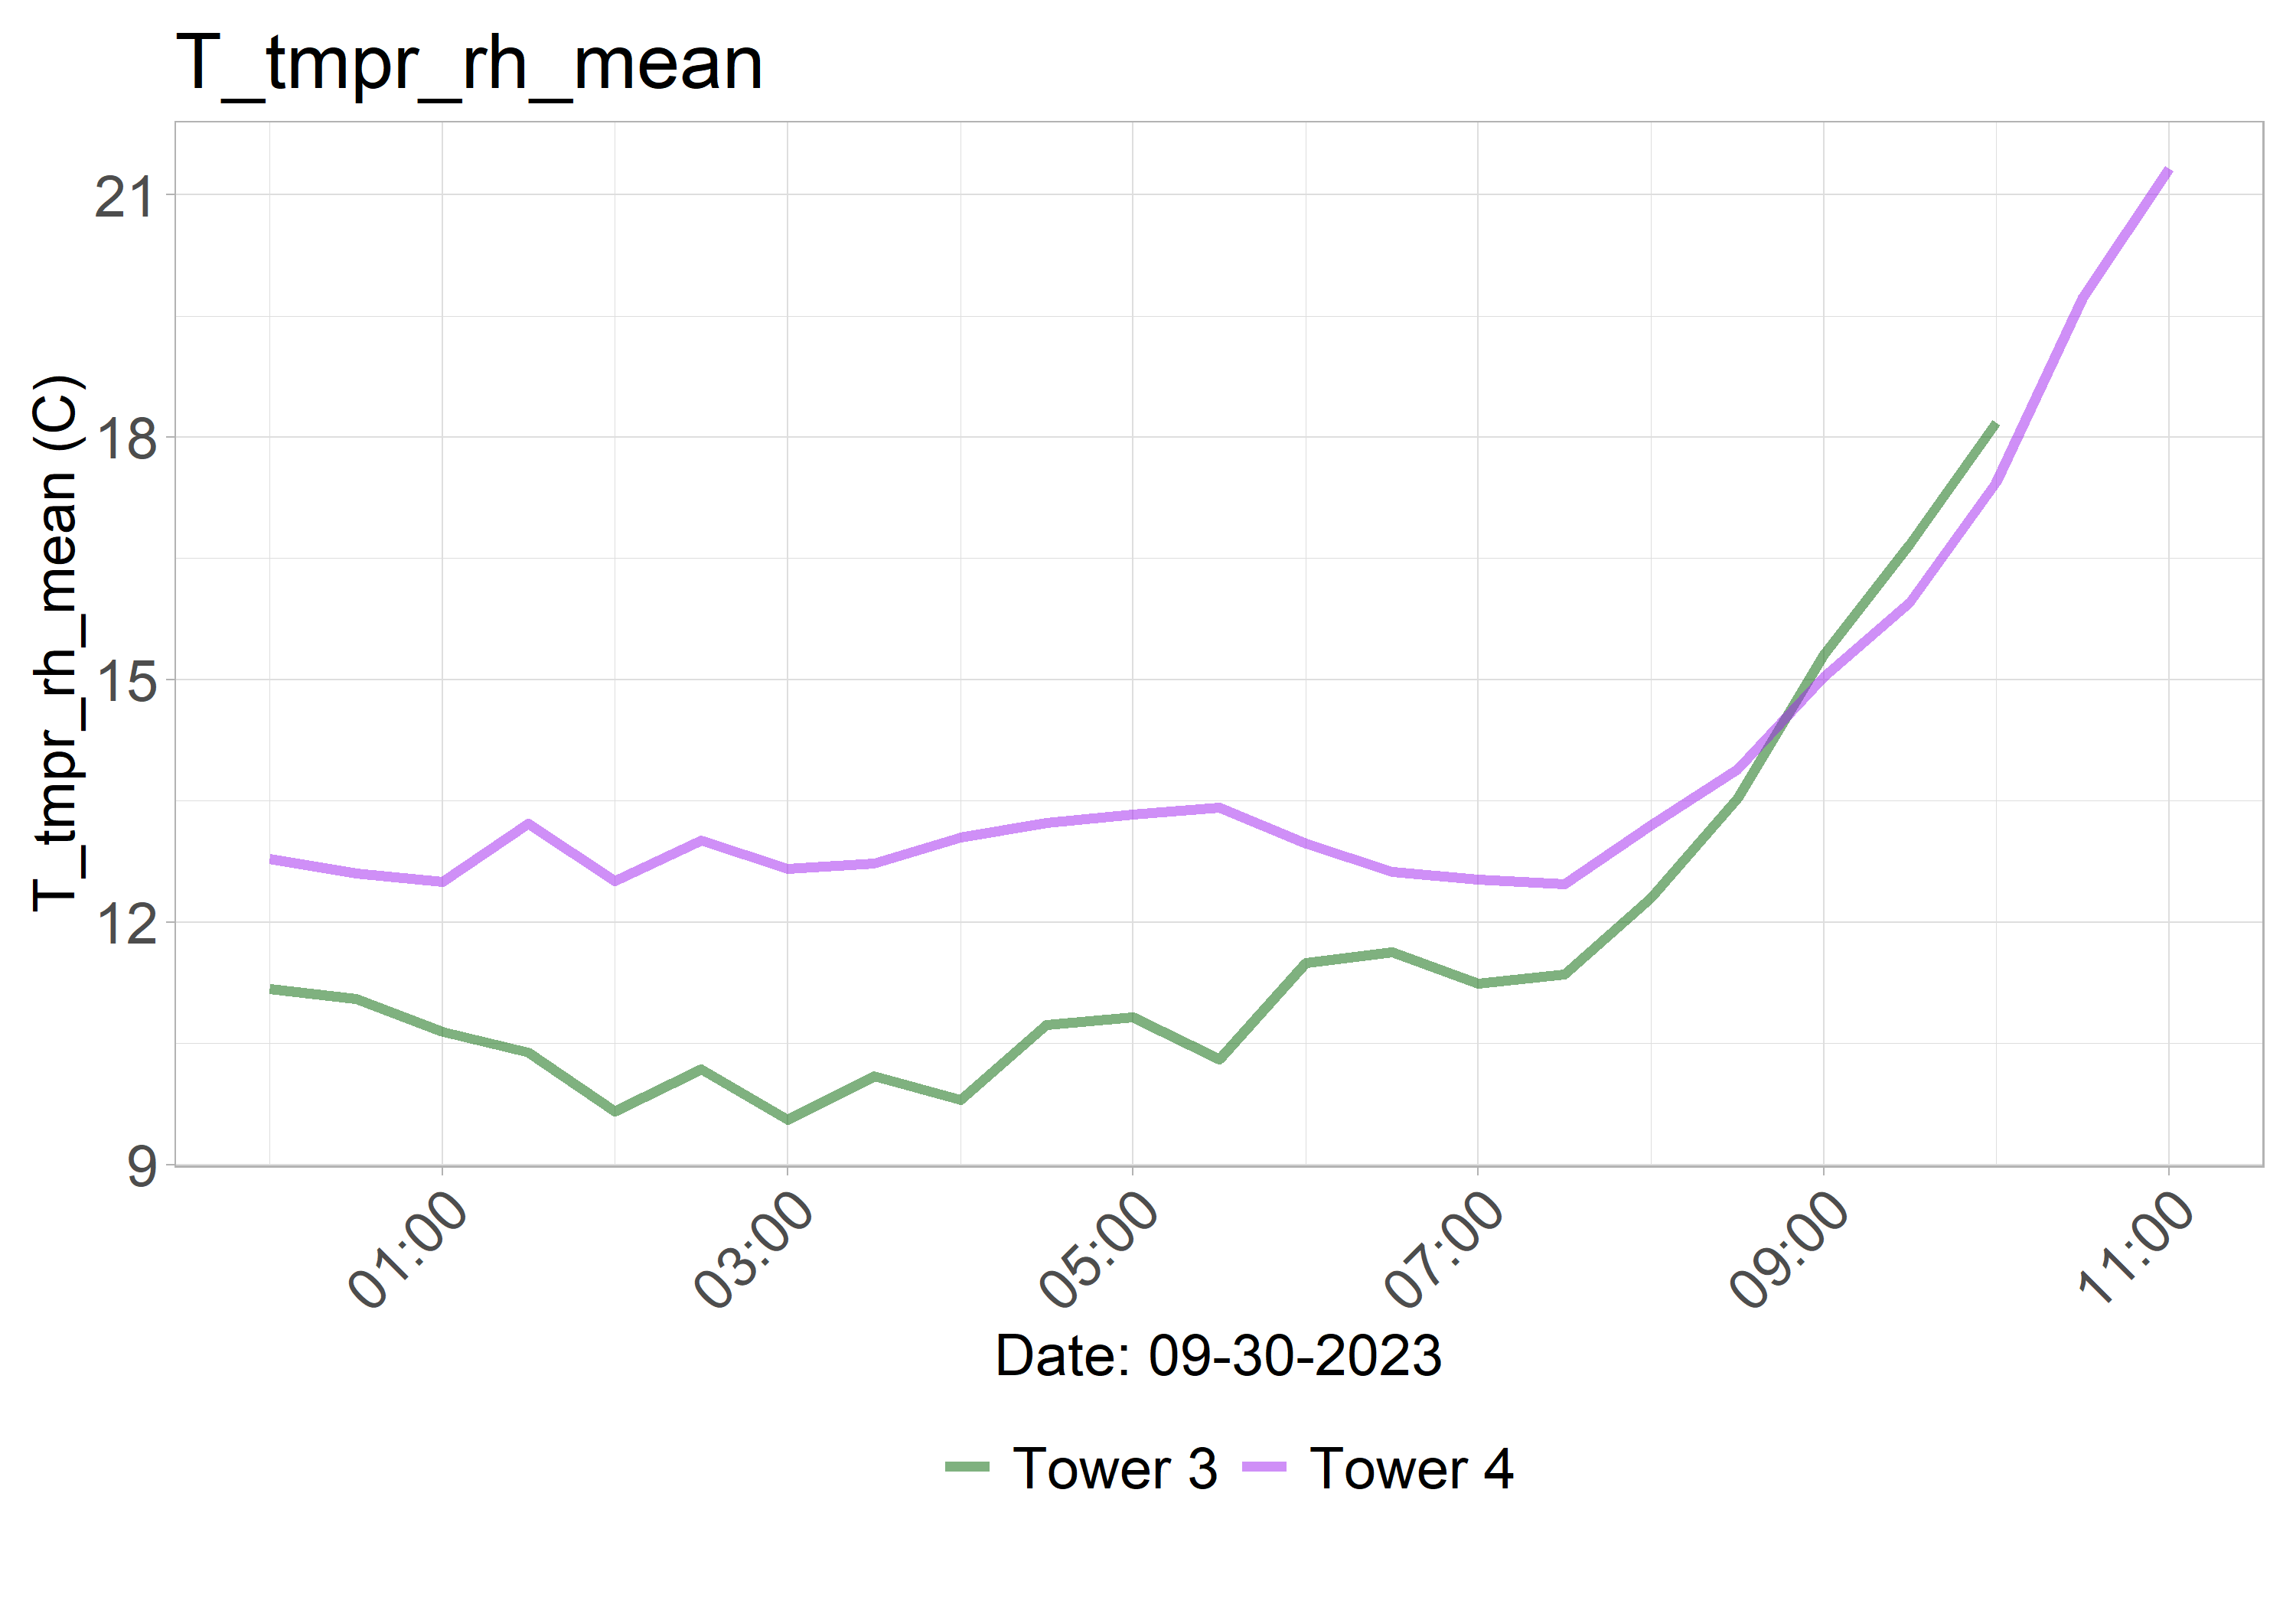 T_tmpr_rh_mean
T_tmpr_rh_mean (C)
21
18
15
12
9
01:00
03:00
05:00
07:00
09:00
11:00
Date: 09-30-2023
Tower 3
Tower 4